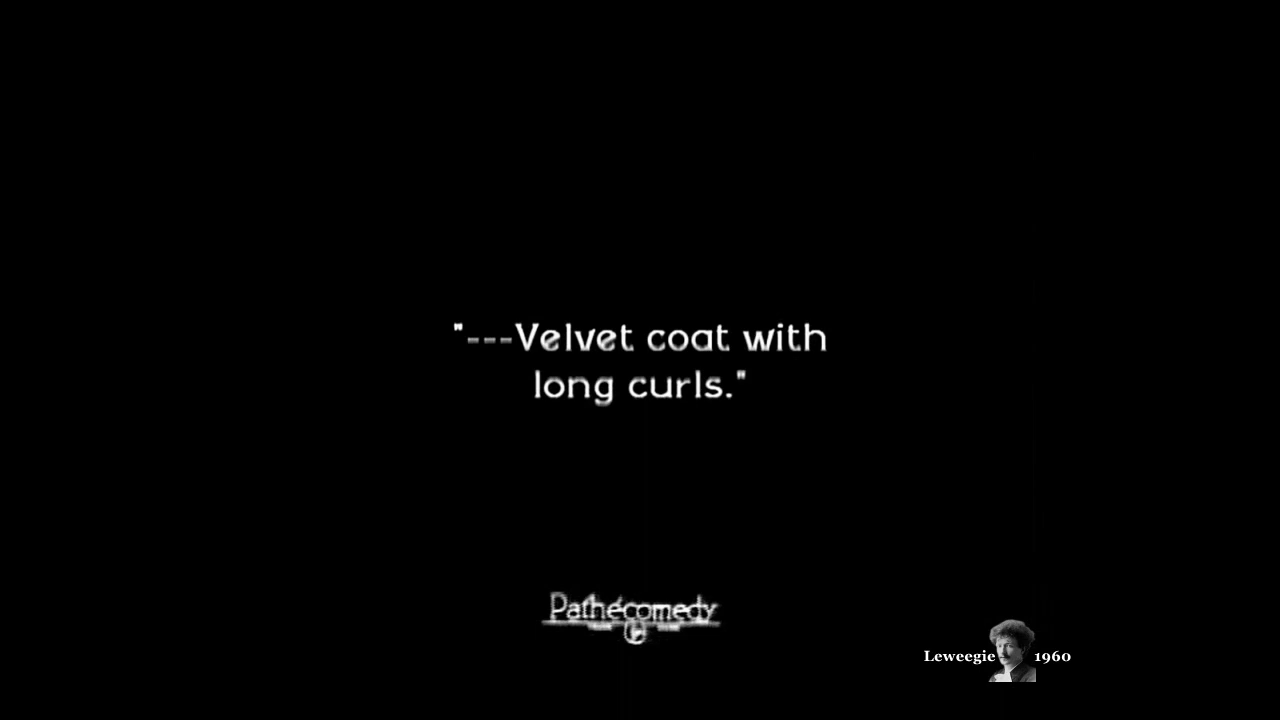 "---Velvet coat with
long curls."
Pathécomedy
Leweegie 1960